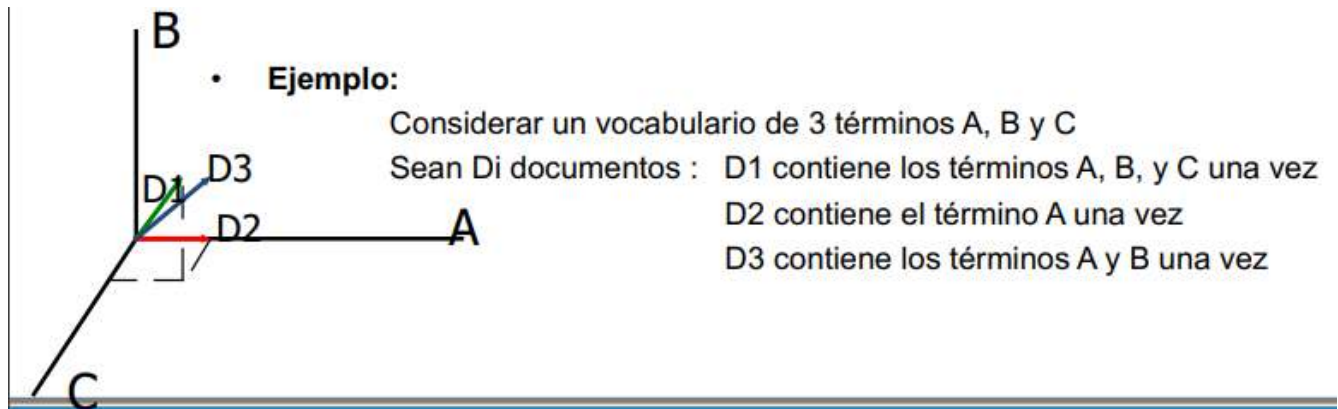 B
• Ejemplo:
Considerar un vocabulario de 3 términos A, B y C
Sean Di documentos : D1 contiene los términos A, B, y C una vez
D2 contiene el término A una vez
D3 contiene los términos A y B una vez
D1
D3
D2
A
C